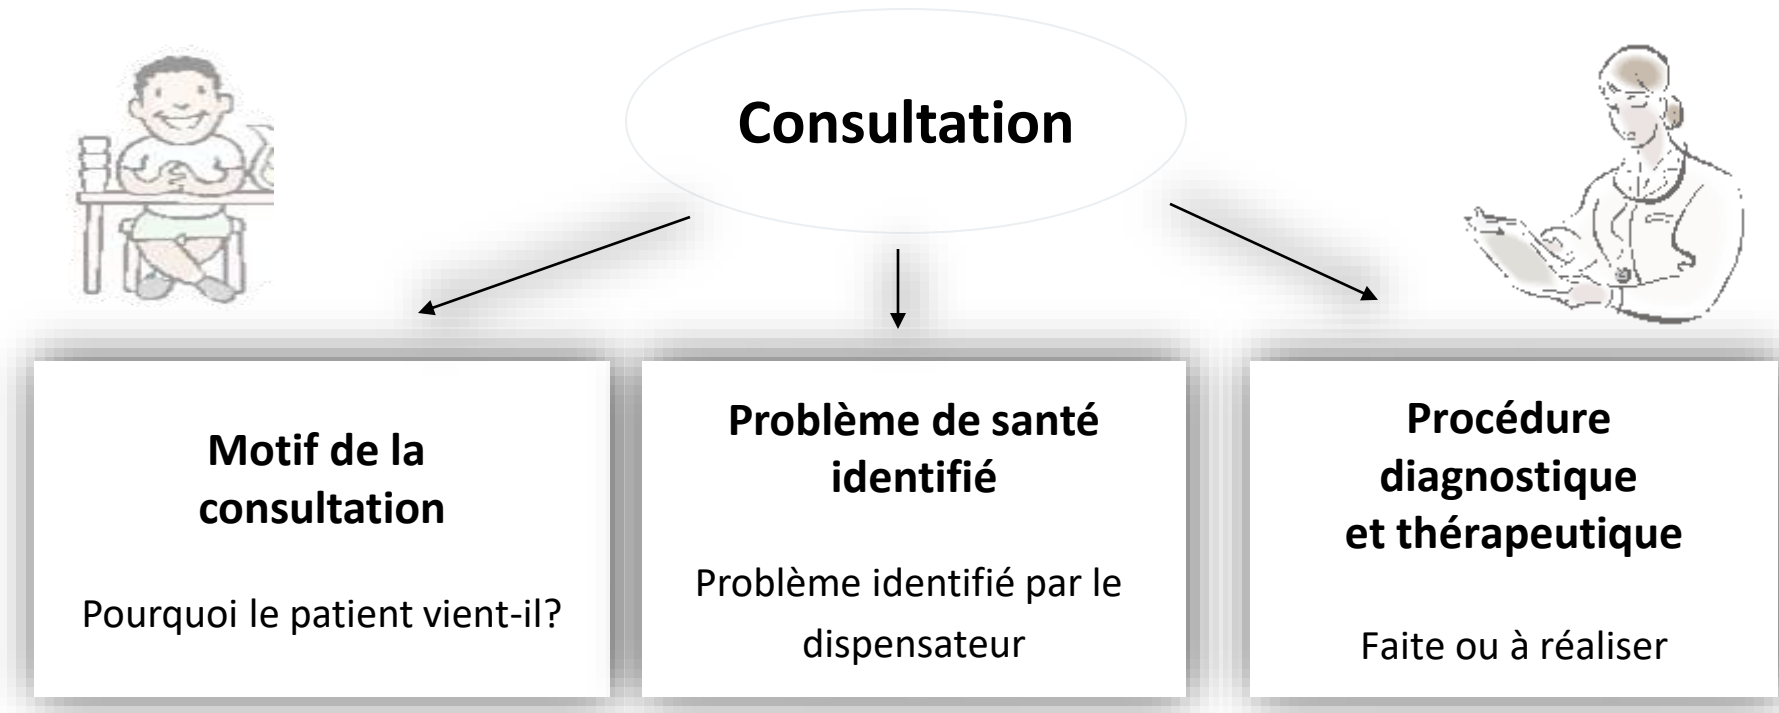 Consultation
Motif de la
consultation
Pourquoi le patient vient-il?
Problème de santé
identifié
Problème identifié par le
dispensateur
Procédure
diagnostique
et thérapeutique
Faite ou à réaliser